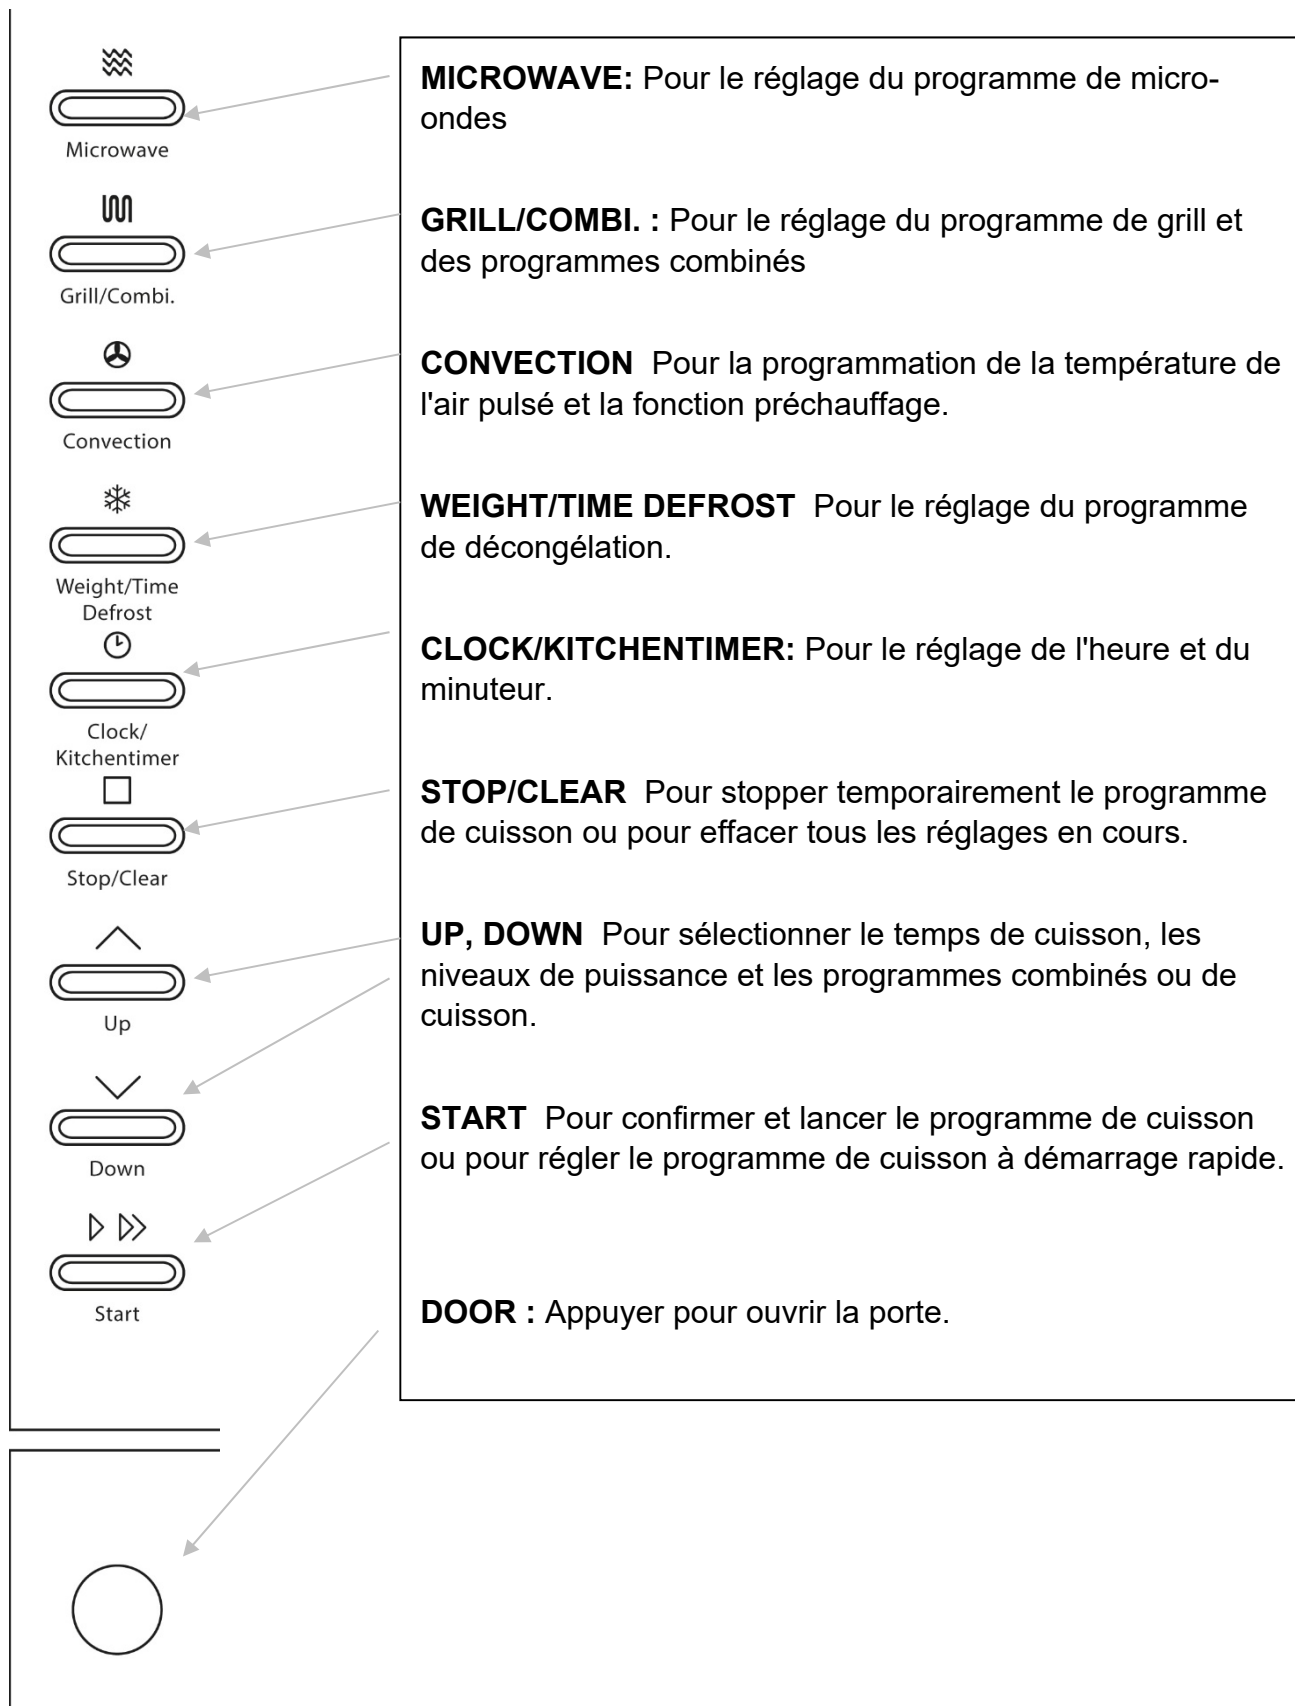 Microwave
Grill/Combi.
Convection
Weight/Time
Defrost
Clock/
Kitchentimer
Stop/Clear
Up
Down
Start
MICROWAVE: Pour le réglage du programme de micro-
ondes
GRILL/COMBI. : Pour le réglage du programme de grill et
des programmes combinés
CONVECTION  Pour la programmation de la température de
l'air pulsé et la fonction préchauffage.
WEIGHT/TIME DEFROST  Pour le réglage du programme
de décongélation.
CLOCK/KITCHENTIMER: Pour le réglage de l'heure et du
minuteur.
STOP/CLEAR  Pour stopper temporairement le programme
de cuisson ou pour effacer tous les réglages en cours.
UP, DOWN  Pour sélectionner le temps de cuisson, les
niveaux de puissance et les programmes combinés ou de
cuisson.
START  Pour confirmer et lancer le programme de cuisson
ou pour régler le programme de cuisson à démarrage rapide.
DOOR : Appuyer pour ouvrir la porte.